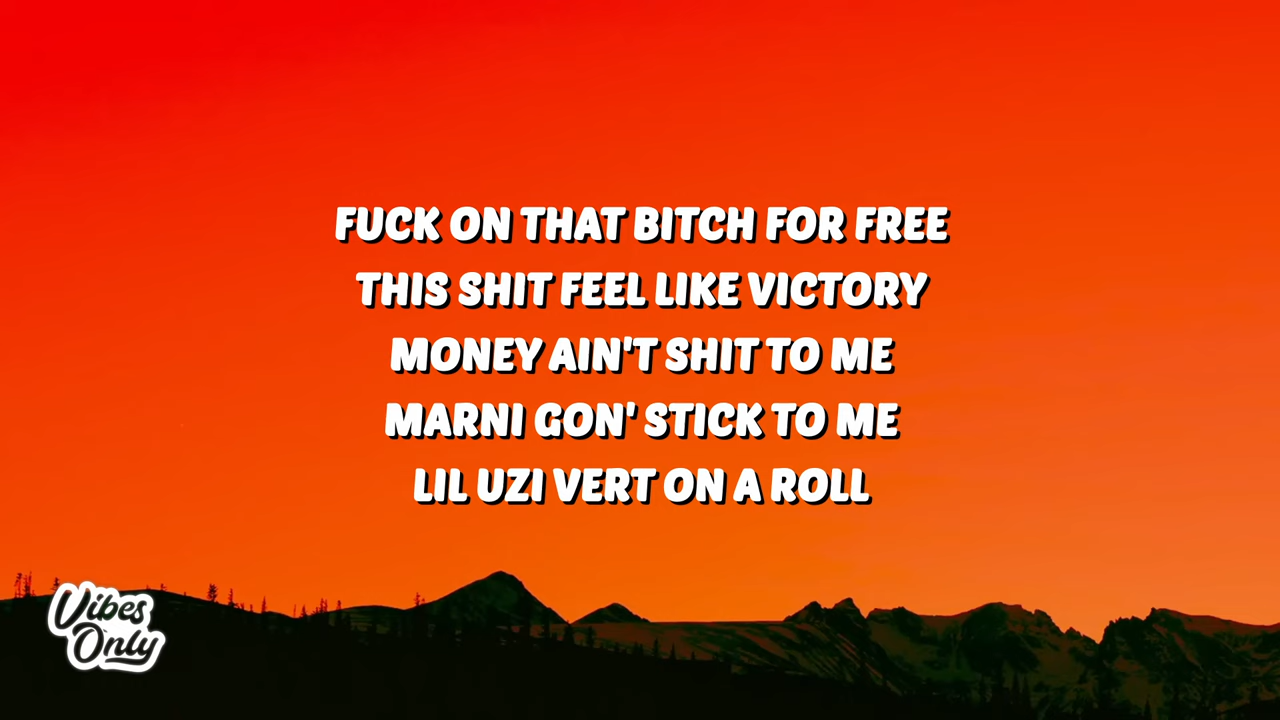 FUCK ON THAT BITCH FOR FREE
THIS SHIT FEEL LIKE VICTORY
MONEY AIN'T SHIT TO ME
MARNI GON' STICK TO ME
LIL UZI VERT ON A ROLL
Vibes
Only